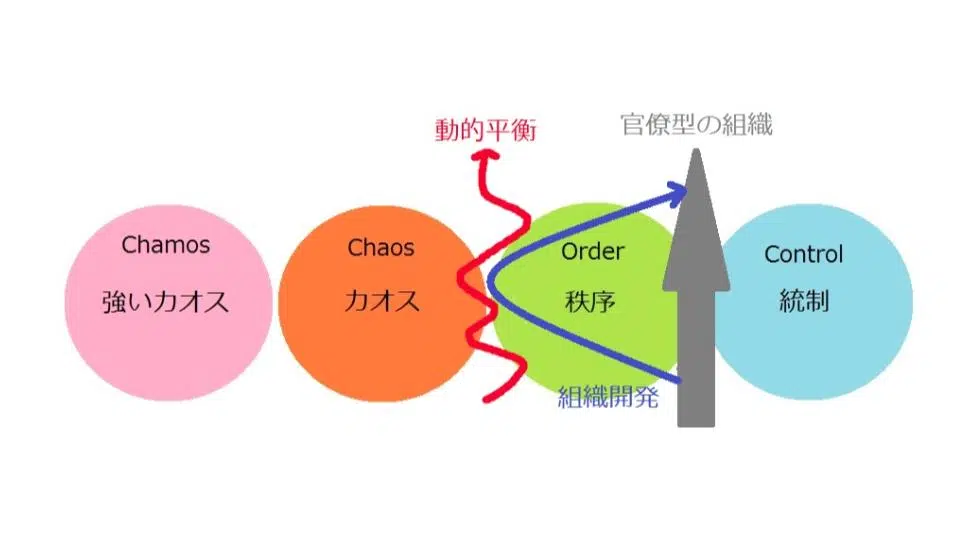 動的平衡
官僚型の組織
Chamos
強いカオス
Chaos
カオス
Order
秩序
Control
統制
組織開発